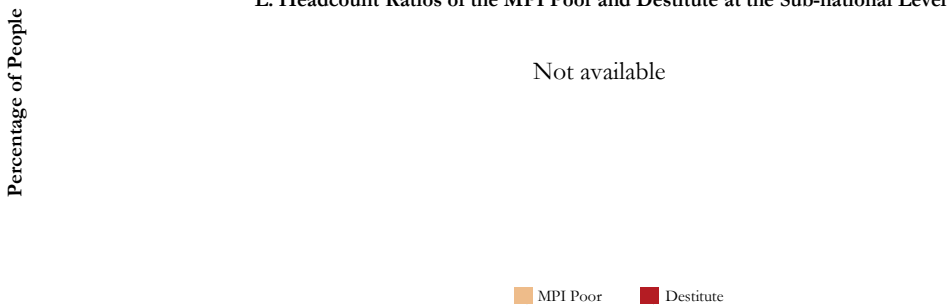 E. Headcount Ratios of the MPI Poor and Destitute at the Sub-national Level
Percentage of People
Not available
MPI Poor
Destitute